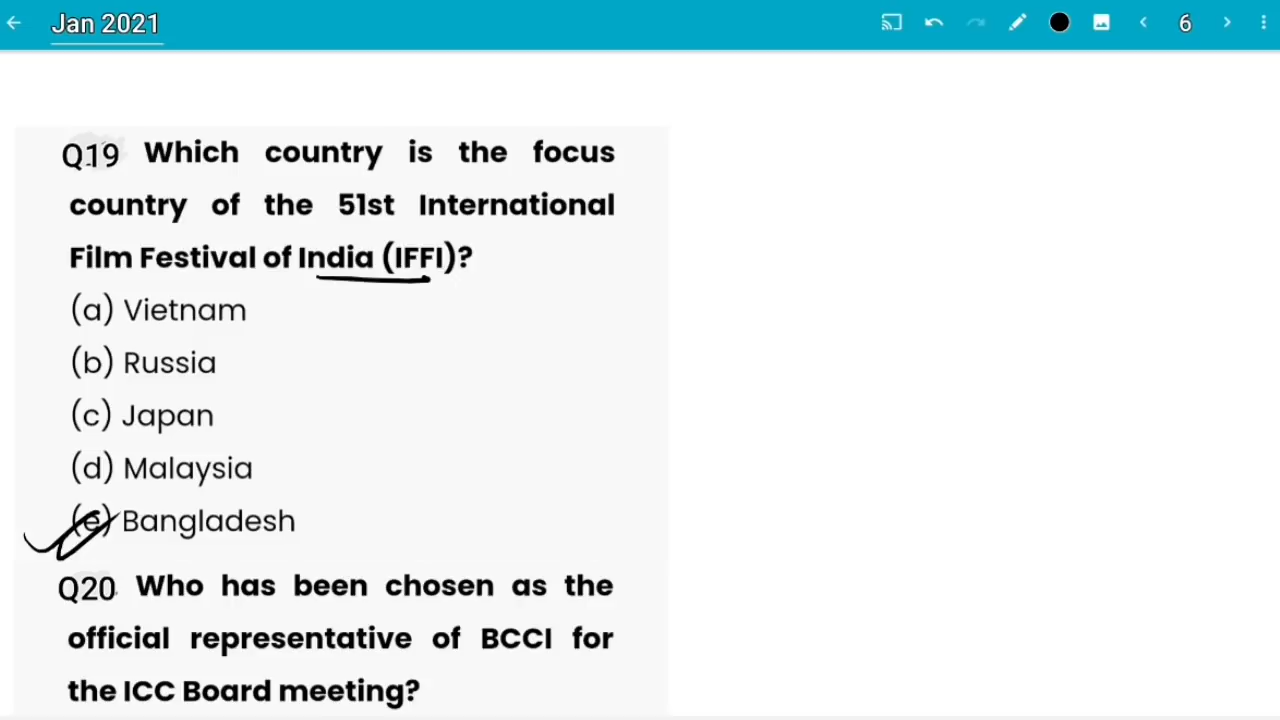 Jan 2021
6
Q19 Which country is the focus
country of the 51st International
Film Festival of India (IFFI)?
(a) Vietnam
(b) Russia
(c) Japan
(d) Malaysia
(e) Bangladesh
Q20 Who has been chosen as the
official representative of BCCI for
the ICC Board meeting?